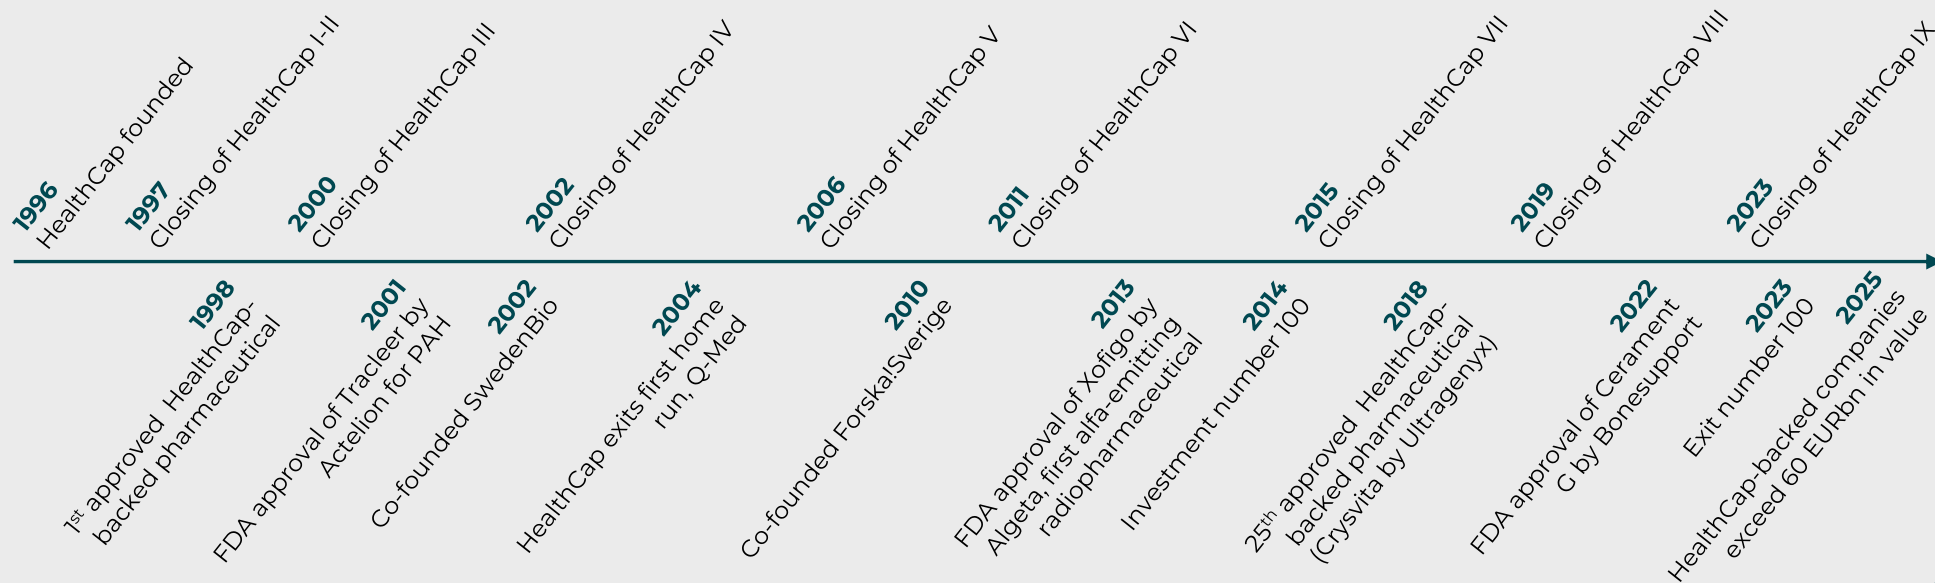 1996
HealthCap founded
1997
Closing of HealthCap I-II
2000
Closing of HealthCap III
2002
Closing of HealthCap IV
2006
Closing of HealthCap V
2011
Closing of HealthCap VI
2015
Closing of HealthCap VII
2019
Closing of HealthCap VIII
2023
Closing of HealthCap IX
1998
1st approved HealthCap-
backed pharmaceutical
2001
FDA approval of Tracleer by
Actelion for PAH
2002
Co-founded SwedenBio
2004
HealthCap exits first home
run, Q-Med
2010
Co-founded Forska!Sverige
2013
FDA approval of Xofigo by
Algeta, first alfa-emitting
radiopharmaceutical
2014
Investment number 100
2018
25th approved HealthCap-
backed pharmaceutical
(Crysvita by Ultragenyx)
2022
FDA approval of Cerament
G by Bonesupport
2023
Exit number 100
2025
HealthCap-backed companies
exceed 60 EURbn in value